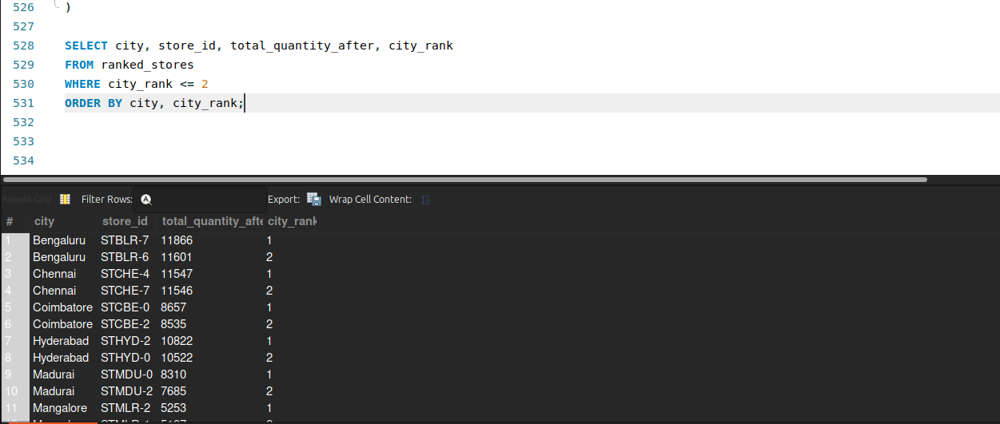 526 )
527
528 SELECT city, store_id, total_quantity_after, city_rank
529 FROM ranked_stores
530 WHERE city_rank <= 2
531 ORDER BY city, city_rank;
532
533
534
Result Grid Filter Rows: Export: Wrap Cell Content:
# city store_id total_quantity_afte city_rank
1 Bengaluru STBLR-7 11866 1
2 Bengaluru STBLR-6 11601 2
3 Chennai STCHE-4 11547 1
4 Chennai STCHE-7 11546 2
5 Coimbatore STCBE-0 8657 1
6 Coimbatore STCBE-2 8535 2
7 Hyderabad STHYD-2 10822 1
8 Hyderabad STHYD-0 10522 2
9 Madurai STMDU-0 8310 1
10 Madurai STMDU-2 7685 2
11 Mangalore STMLR-2 5253 1